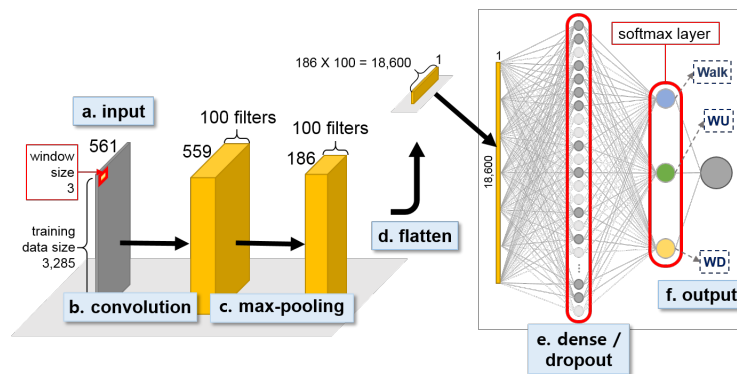 a. input
561
window
size
3
training
data size
3,285
b. convolution
559
100 filters
c. max-pooling
186
100 filters
d. flatten
186 X 100 = 18,600
1
1
18,600
e. dense /
dropout
...
softmax layer
Walk
WU
WD
f. output